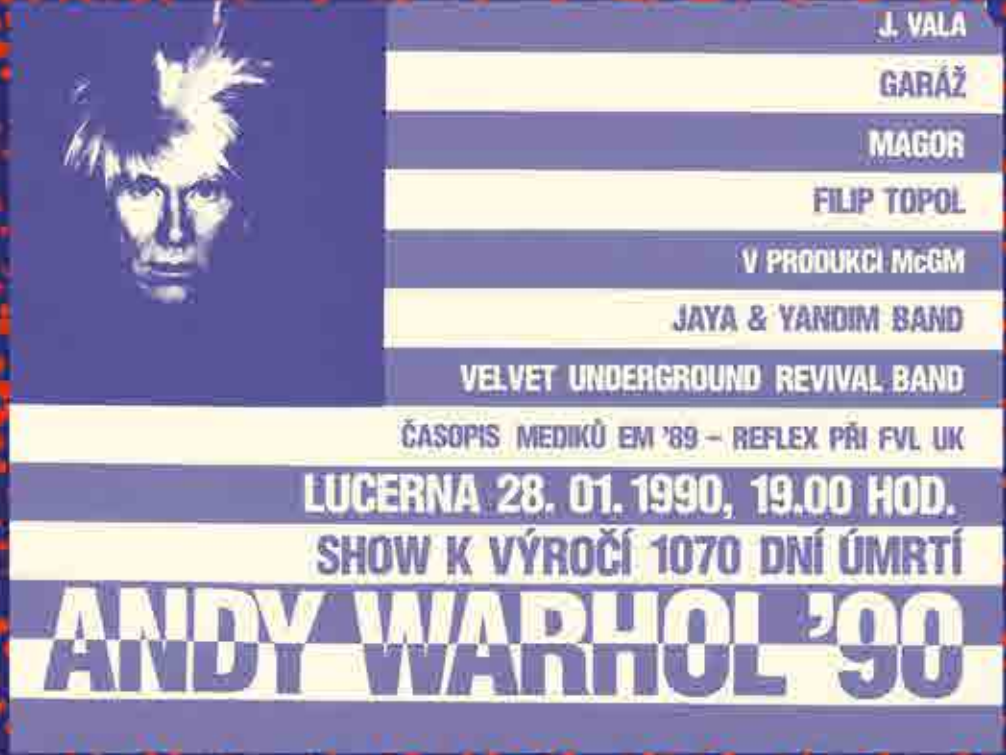 J. VALA
GARÁŽ
MAGOR
FILIP TOPOL
V PRODUKCI McGM
JAYA & YANDIM BAND
VELVET UNDERGROUND REVIVAL BAND
ČASOPIS MEDIKŮ EM '89 – REFLEX PŘI FVL UK
LUCERNA 28. 01. 1990, 19.00 HOD.
SHOW K VÝROČÍ 1070 DNÍ ÚMRTÍ
ANDY WARHOL '90